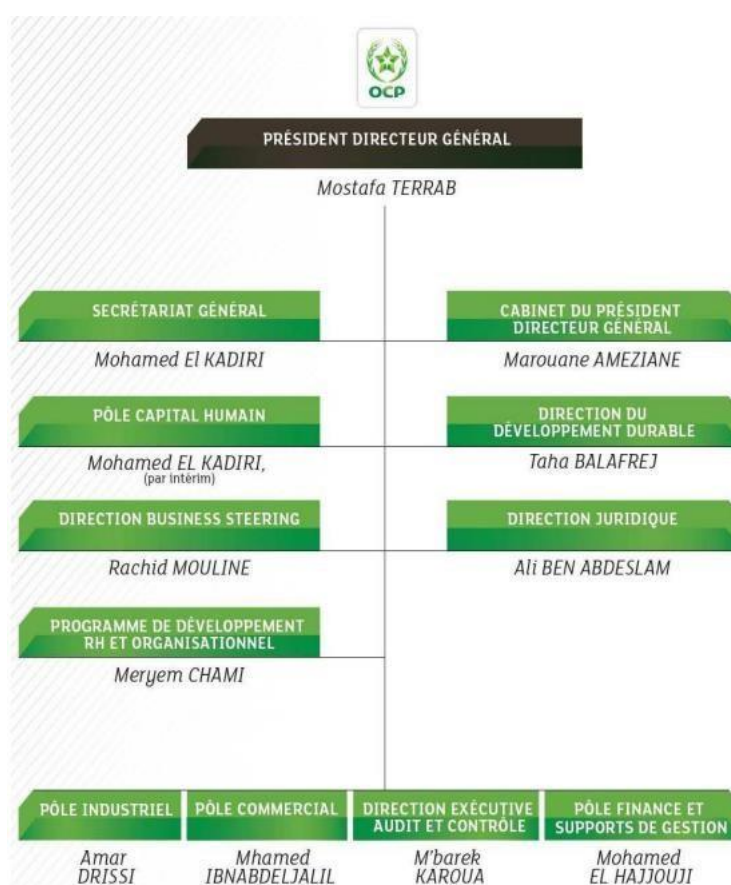 OCP
PRÉSIDENT DIRECTEUR GÉNÉRAL
Mostafa TERRAB
SECRÉTARIAT GÉNÉRAL
Mohamed El KADIRI
CABINET DU PRÉSIDENT
DIRECTEUR GÉNÉRAL
Marouane AMEZIANE
PÔLE CAPITAL HUMAIN
Mohamed EL KADIRI,
(par intérim)
DIRECTION DU
DÉVELOPPEMENT DURABLE
Taha BALAFREJ
DIRECTION BUSINESS STEERING
Rachid MOULINE
DIRECTION JURIDIQUE
Ali BEN ABDESLAM
PROGRAMME DE DÉVELOPPEMENT
RH ET ORGANISATIONNEL
Meryem CHAMI
PÔLE INDUSTRIEL
Amar
DRISSI
PÔLE COMMERCIAL
Mhamed
IBNABDELJALIL
DIRECTION EXÉCUTIVE
AUDIT ET CONTRÔLE
M'barek
KAROUA
PÔLE FINANCE ET
SUPPORTS DE GESTION
Mohamed
EL HAJJOUJI